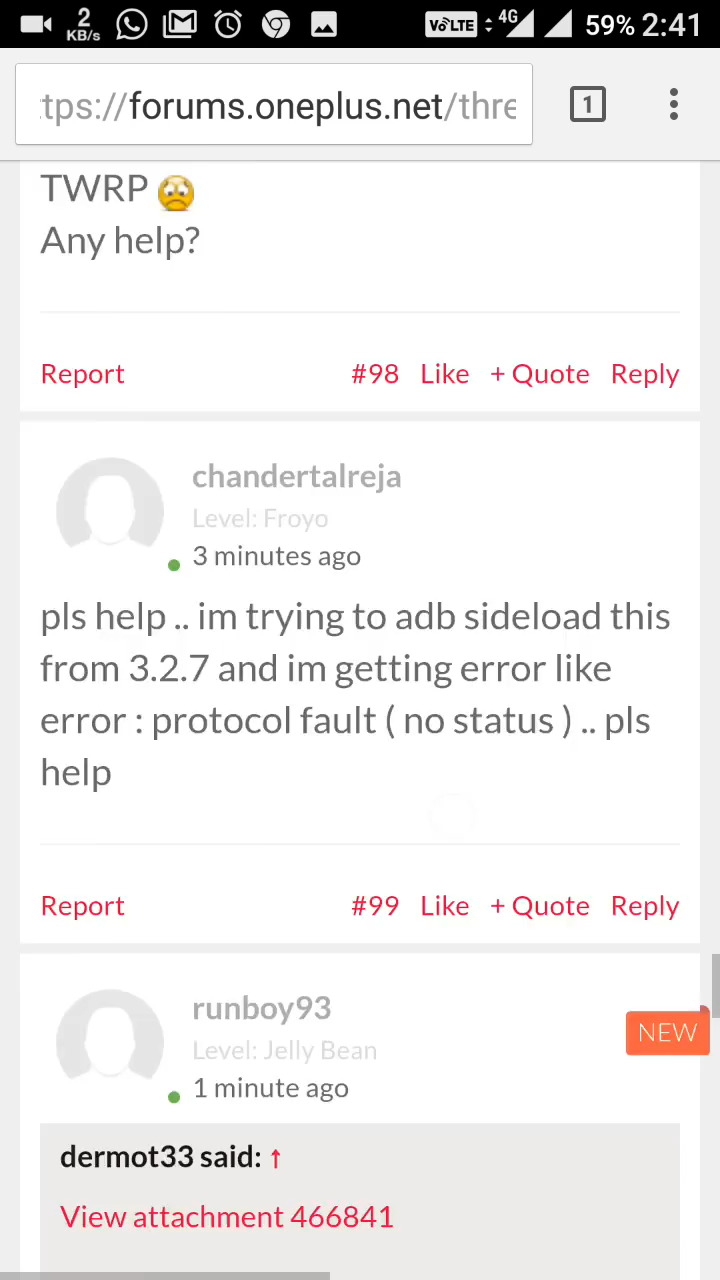 2
KB/s
VoLTE
4G
59% 2:41
tps://forums.oneplus.net/thre
1
TWRP
Any help?
Report #98 Like + Quote Reply
chandertalreja
Level: Froyo
3 minutes ago
pls help .. im trying to adb sideload this
from 3.2.7 and im getting error like
error : protocol fault ( no status ) .. pls
help
Report #99 Like + Quote Reply
runboy93
Level: Jelly Bean
NEW
1 minute ago
dermot33 said: ↑
View attachment 466841